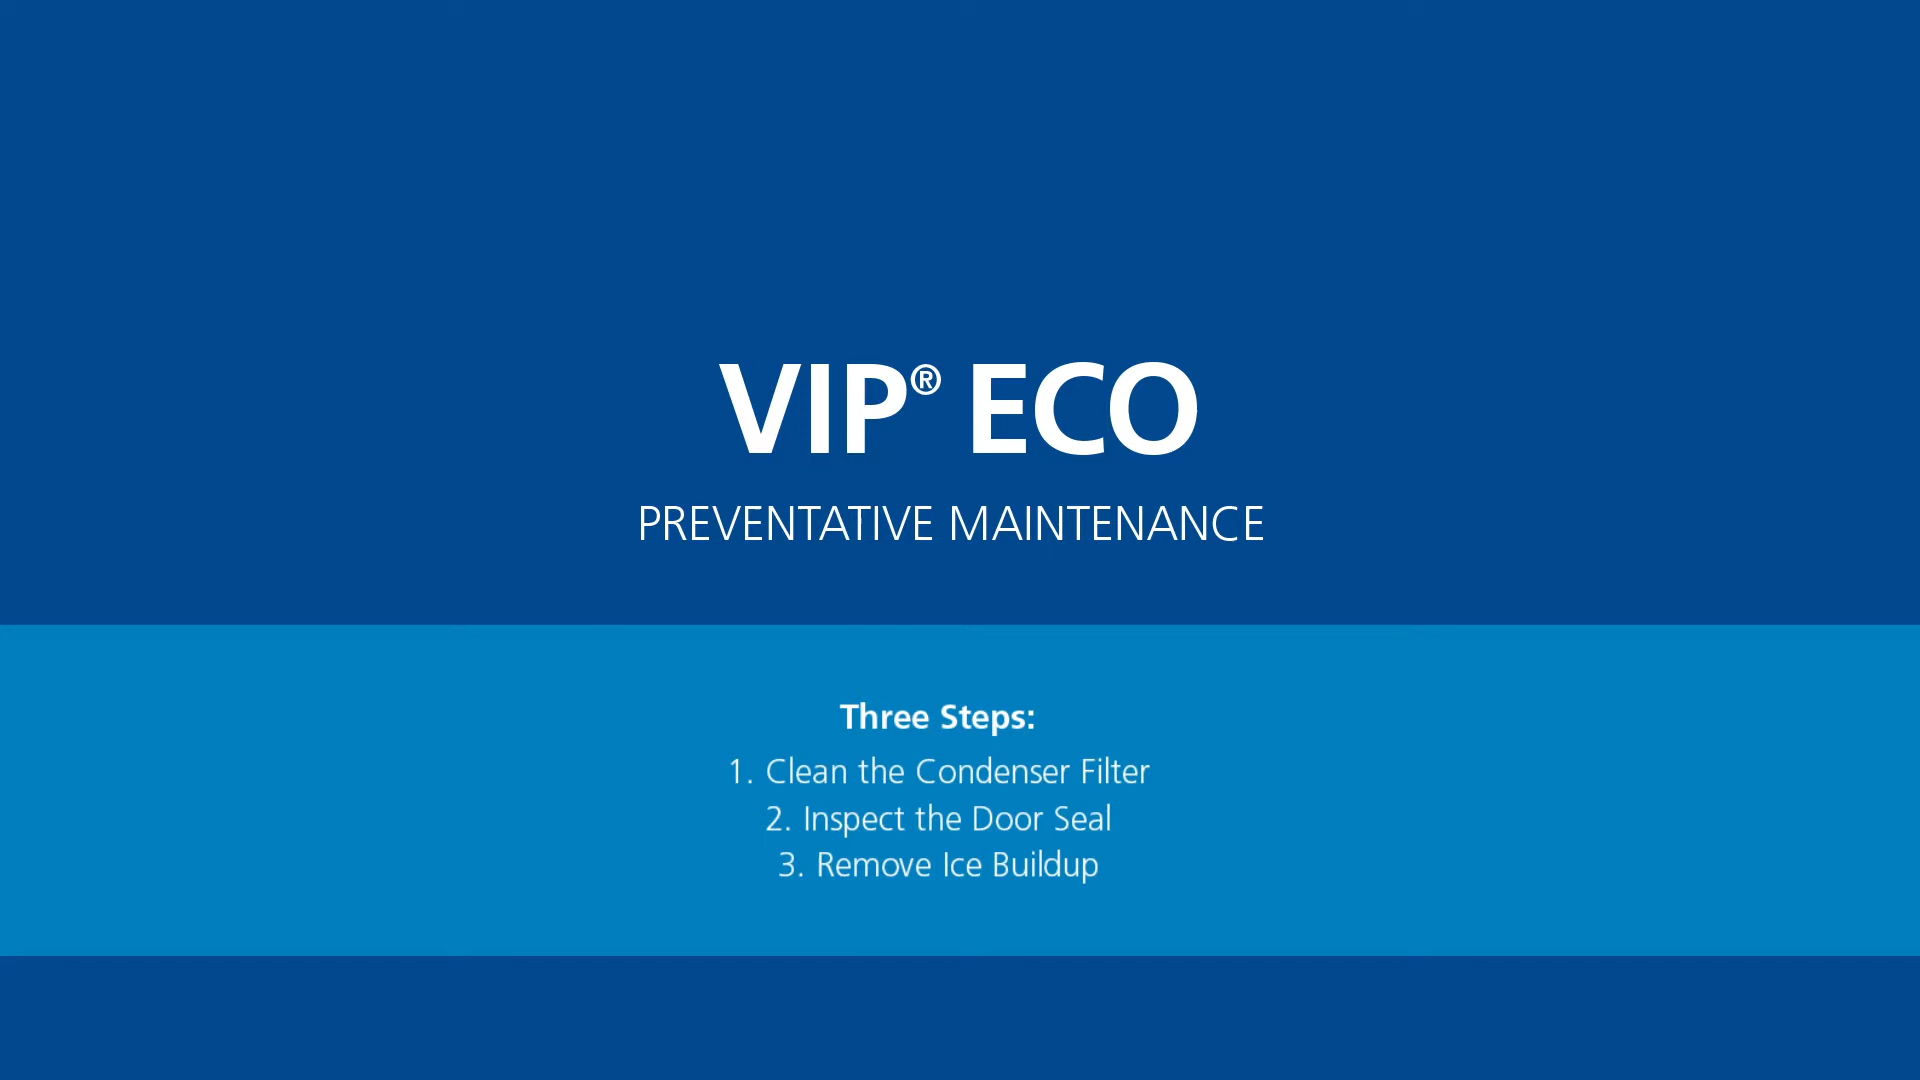 VIP® ECO
PREVENTATIVE MAINTENANCE
Three Steps:
1. Clean the Condenser Filter
2. Inspect the Door Seal
3. Remove Ice Buildup